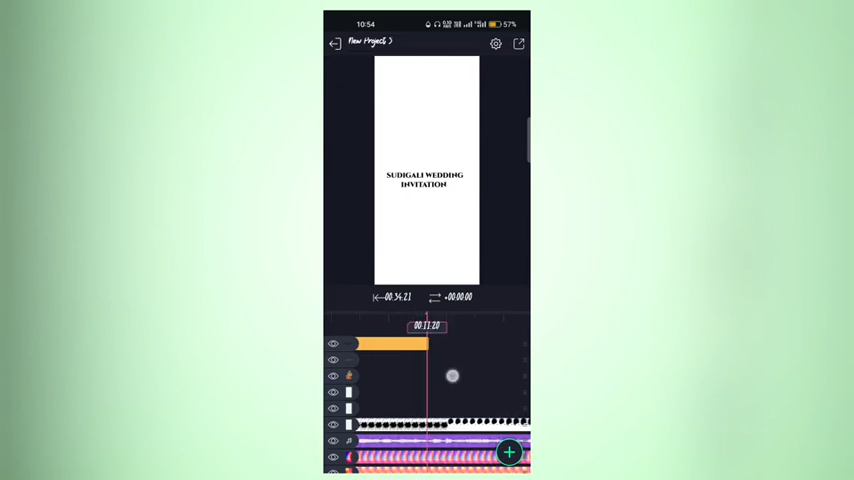 10:54
57%
New Project >
SUDIGALI WEDDING
INVITATION
00:34:21
+00:00:00
00:11:20